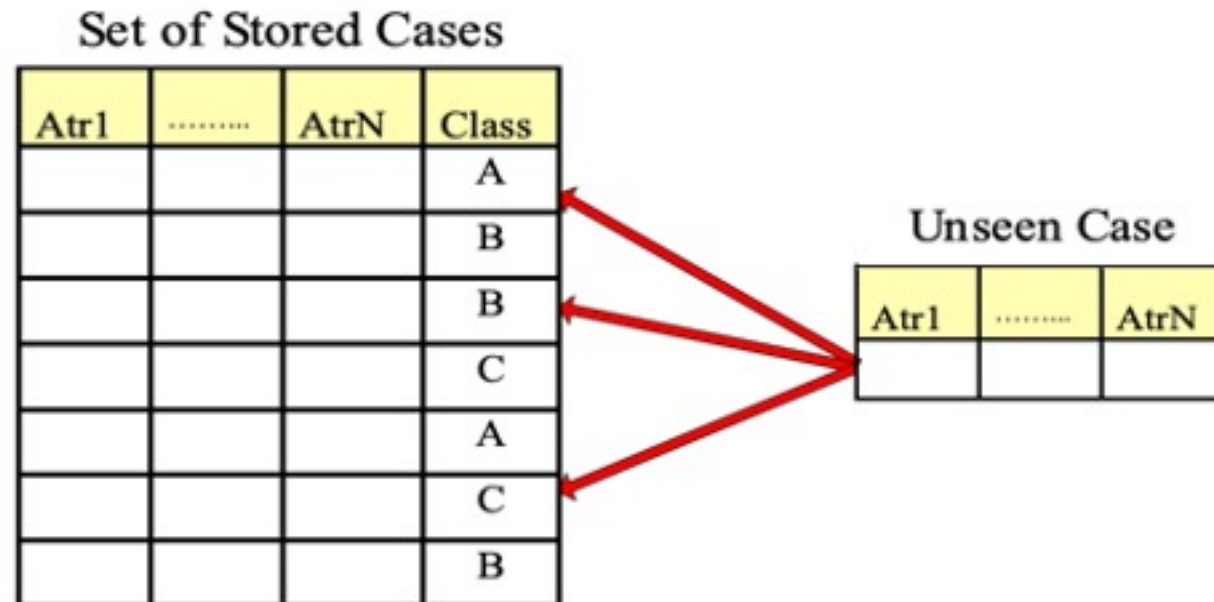 Set of Stored Cases
Atr1 ......... AtrN Class
A
B
B
C
A
C
B
Unseen Case
Atr1 ......... AtrN